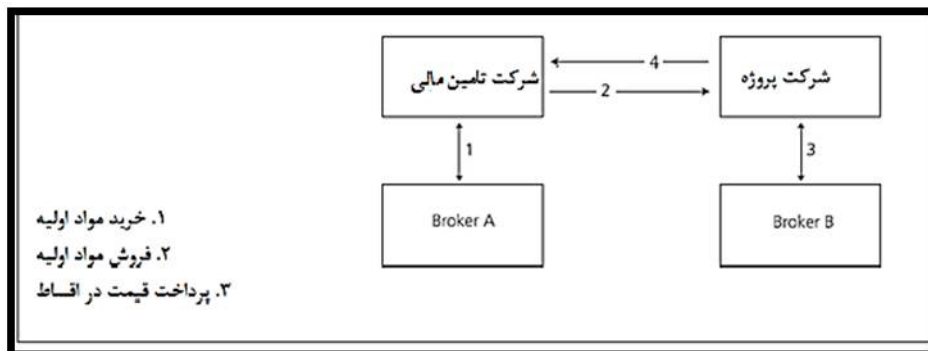 شرکت تامین مالی
4
2
شرکت پروژه
1
3
Broker A
Broker B
۱. خرید مواد اولیه
۲. فروش مواد اولیه
۳. پرداخت قیمت در اقساط